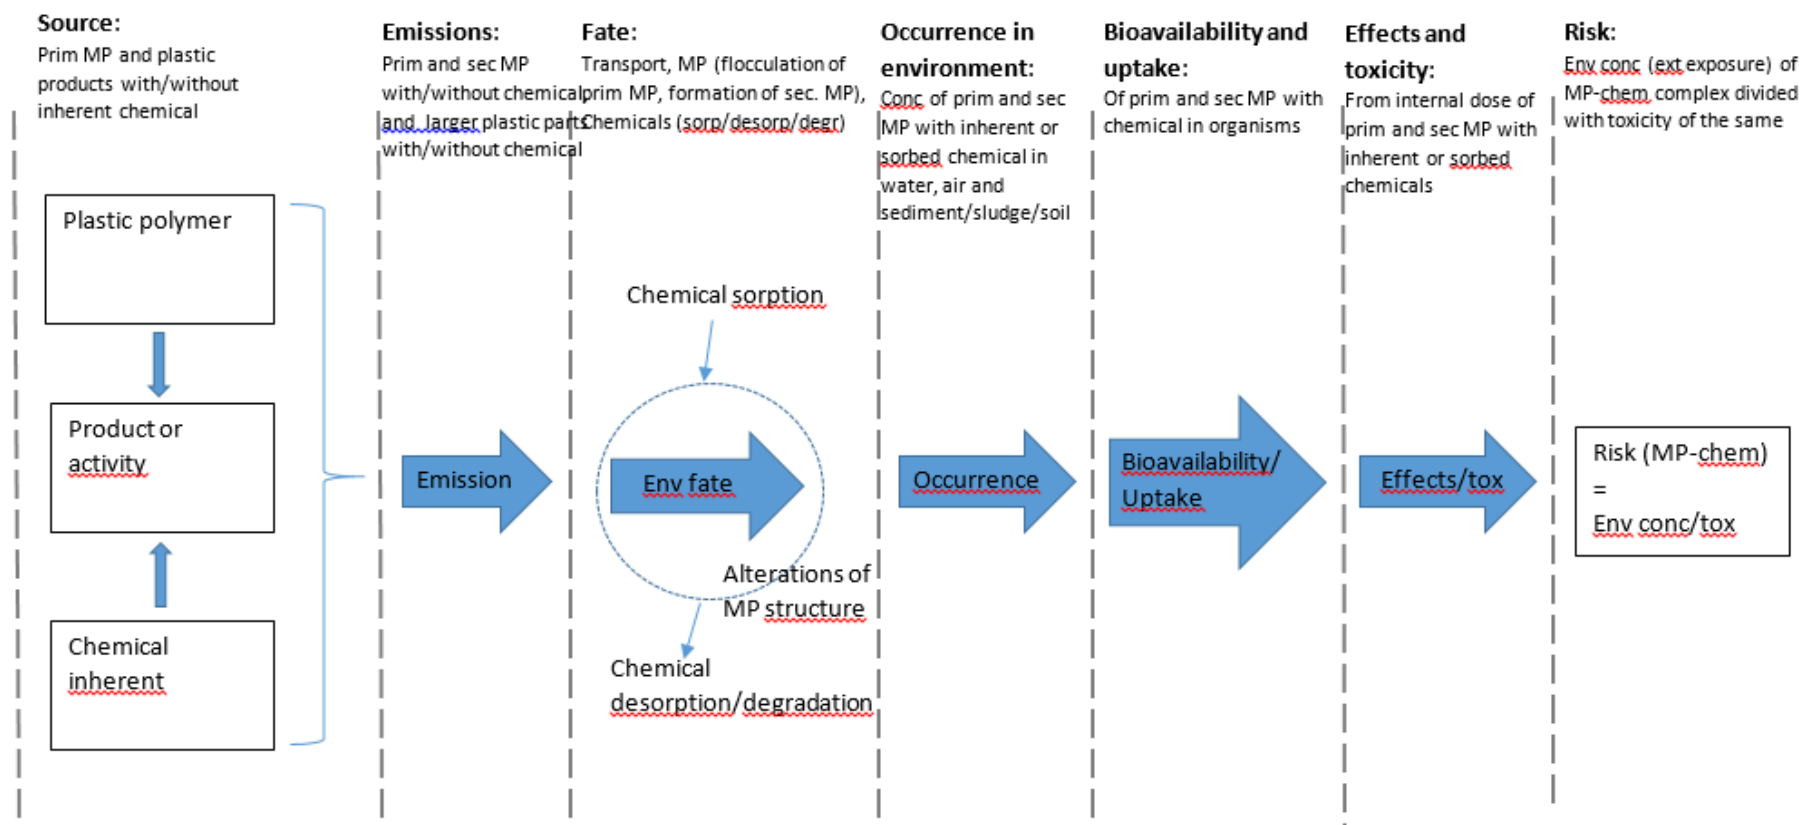 Source:
Prim MP and plastic
products with/without
inherent chemical
Emissions:
Prim and sec MP
with/without chemical,
and larger plastic parts
with/without chemical
Fate:
Transport, MP (flocculation of
prim MP, formation of sec. MP),
Chemicals (sorp/desorp/degr)
Occurrence in
environment:
Conc of prim and sec
MP with inherent or
sorbed chemical in
water, air and
sediment/sludge/soil
Bioavailability and
uptake:
Of prim and sec MP with
chemical in organisms
Effects and
toxicity:
From internal dose of
prim and sec MP with
inherent or sorbed
chemicals
Risk:
Env conc (ext exposure) of
MP-chem complex divided
with toxicity of the same
Plastic polymer
Product or
activity
Chemical
inherent
Emission
Chemical sorption
Env fate
Alterations of
MP structure
Chemical
desorption/degradation
Occurrence
Bioavailability/
Uptake
Effects/tox
Risk (MP-chem)
=
Env conc/tox